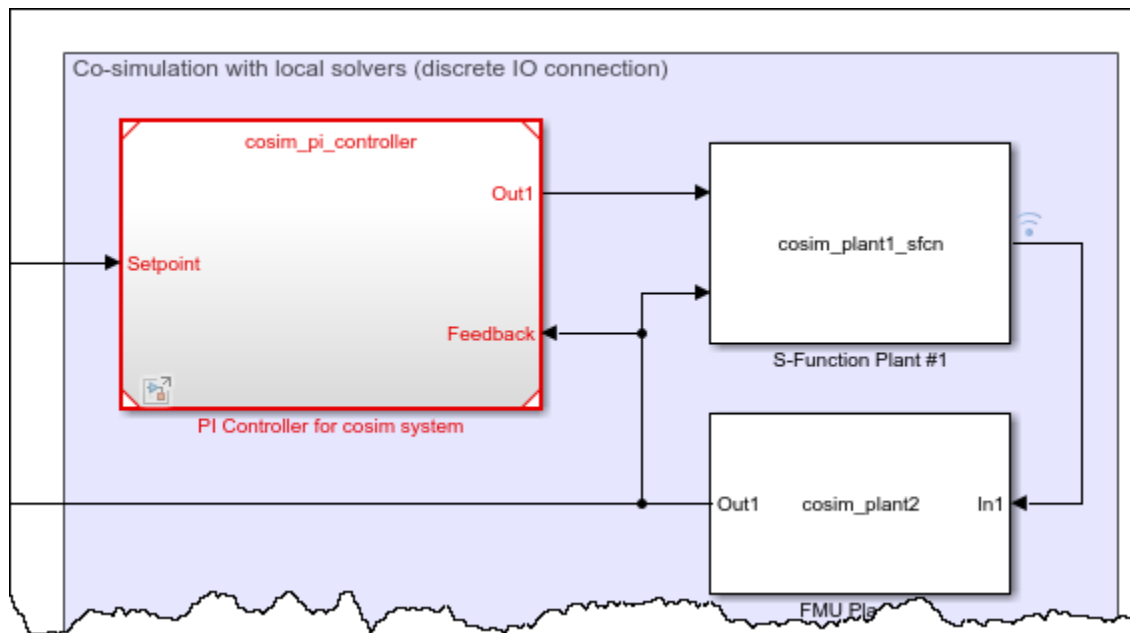 Co-simulation with local solvers (discrete IO connection)
cosim_pi_controller
Out1
Setpoint
Feedback
PI Controller for cosim system
cosim_plant1_sfcn
S-Function Plant #1
Out1
cosim_plant2
In1
FMU